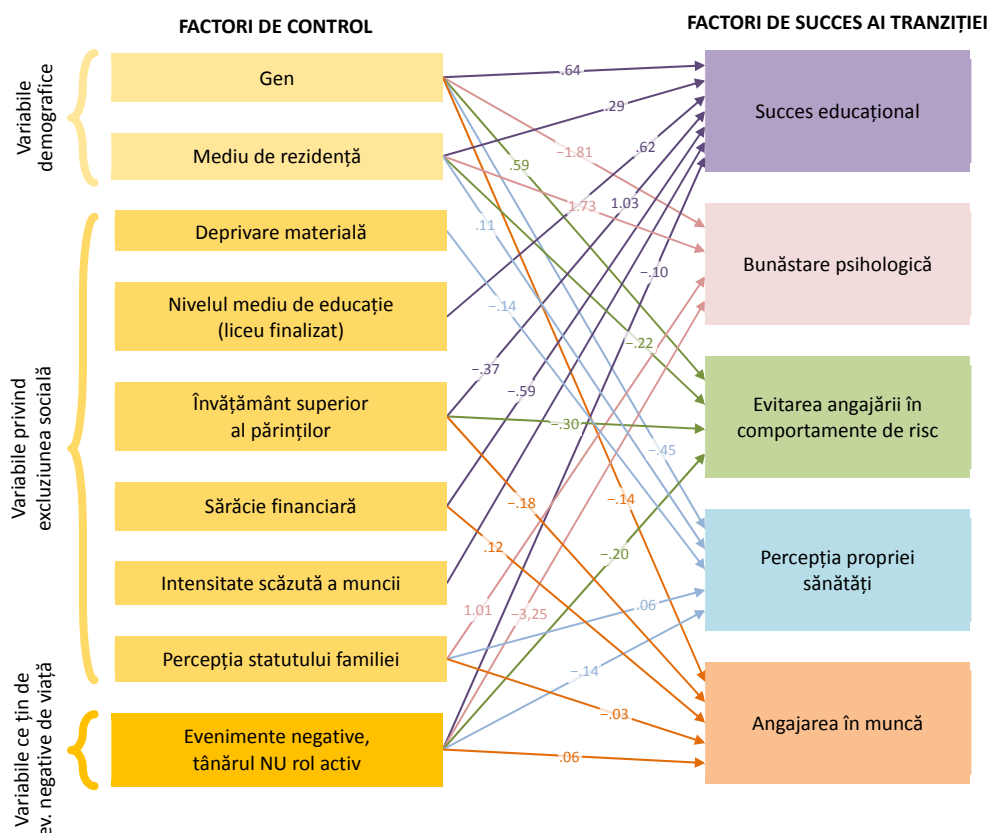 FACTORI DE CONTROL
FACTORI DE SUCCES AI TRANZIȚIEI
Variabile
demografice
Gen
Mediu de rezidență
Variabile privind
excluziunea socială
Deprivare materială
Nivelul mediu de educație
(liceu finalizat)
Învățământ superior
al părinților
Sărăcie financiară
Intensitate scăzută a muncii
Percepția statutului familiei
Variabile ce țin de
ev. negative de viață
Evenimente negative,
tânărul NU rol activ
.64
.29
.62
.59
−1.81
1.73
1.03
.11
−.10
−.14
−.22
−.37
−.59
−.30
−.45
−.18
−.14
.12
−.20
1.01
−3,25
.06
−.14
−.03
.06
Succes educațional
Bunăstare psihologică
Evitarea angajării în
comportamente de risc
Percepția propriei
sănătăți
Angajarea în muncă